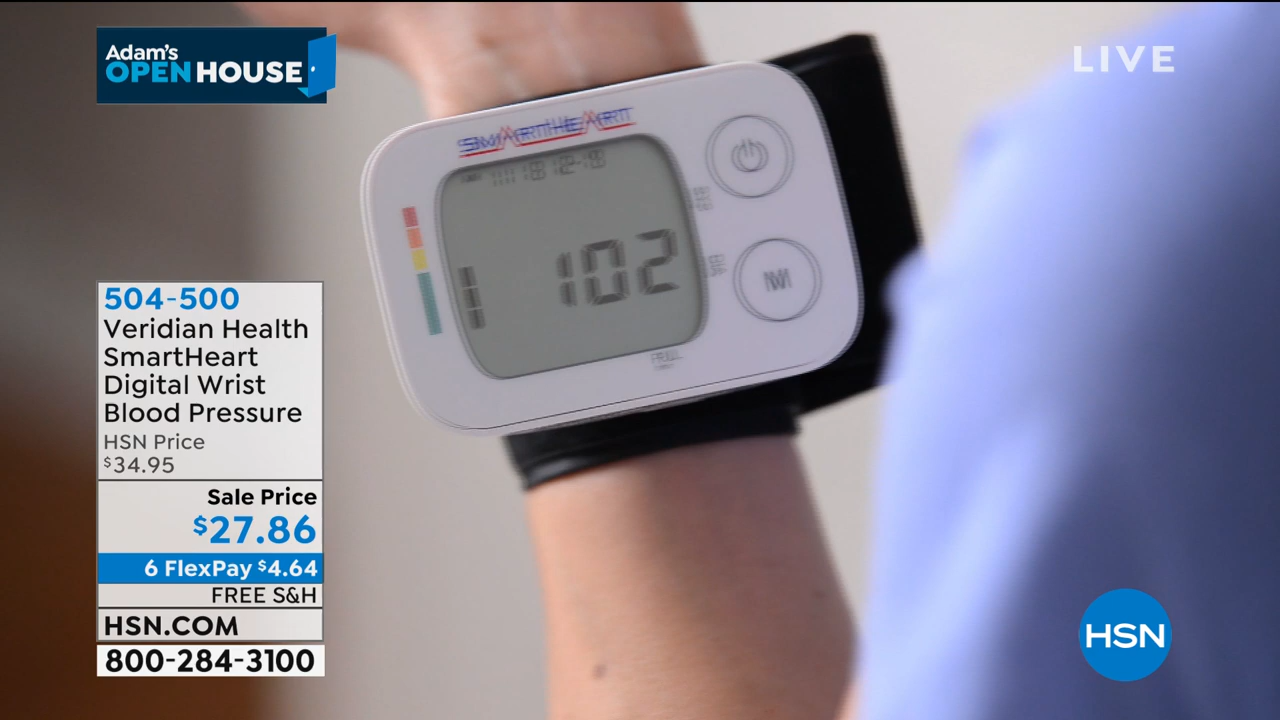 Adam's
OPEN HOUSE
LIVE
SMARTHEART
102
M
504-500
Veridian Health
SmartHeart
Digital Wrist
Blood Pressure
HSN Price
$34.95
Sale Price
$27.86
6 FlexPay $4.64
FREE S&H
HSN.COM
800-284-3100
HSN